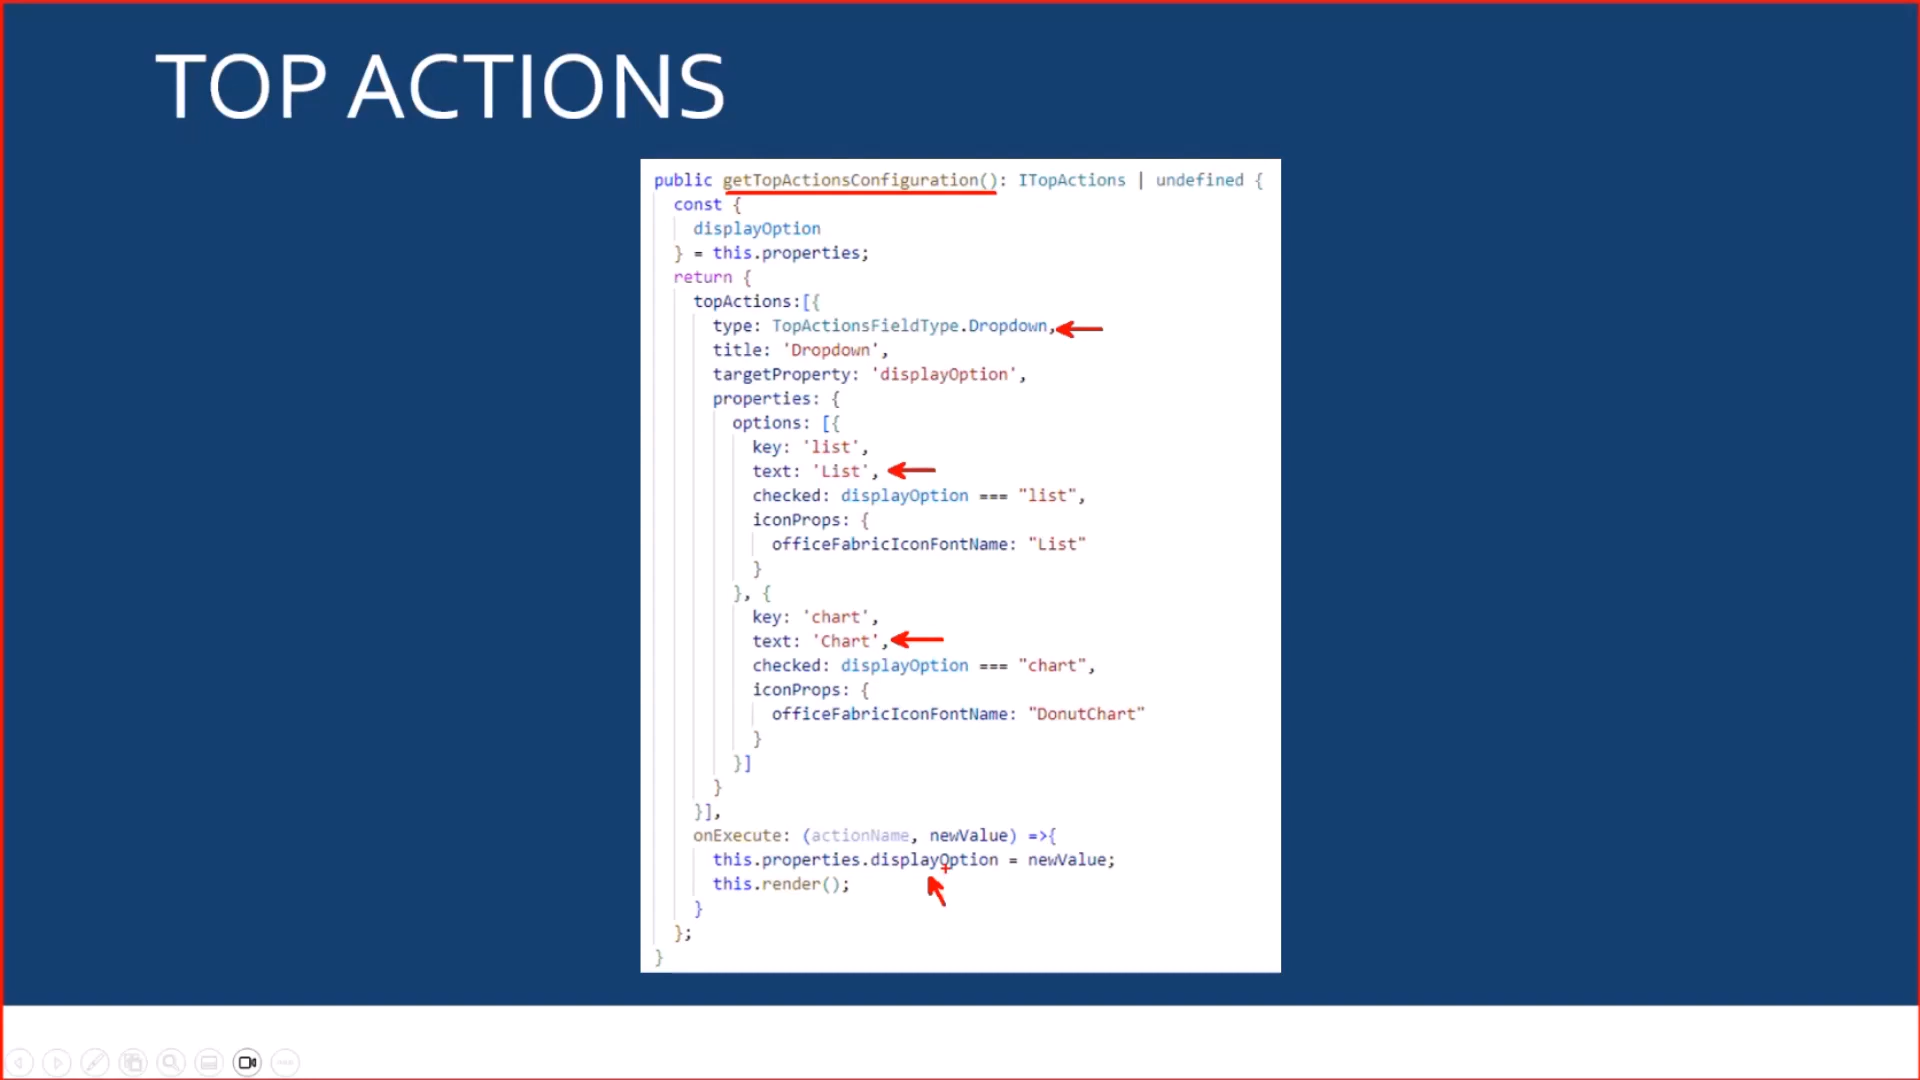 TOP ACTIONS
public getTopActionsConfiguration(): ITopActions | undefined {
const {
displayOption
} = this.properties;
return {
topActions:[{
type: TopActionsFieldType.Dropdown,
title: 'Dropdown',
targetProperty: 'displayOption',
properties: {
options: [{
key: 'list',
text: 'List',
checked: displayOption === "list",
iconProps: {
officeFabricIconFontName: "List"
}
}, {
key: 'chart',
text: 'Chart',
checked: displayOption === "chart",
iconProps: {
officeFabricIconFontName: "DonutChart"
}
}]
}
}],
onExecute: (actionName, newValue) =>{
this.properties.displayOption = newValue;
this.render();
}
};
}